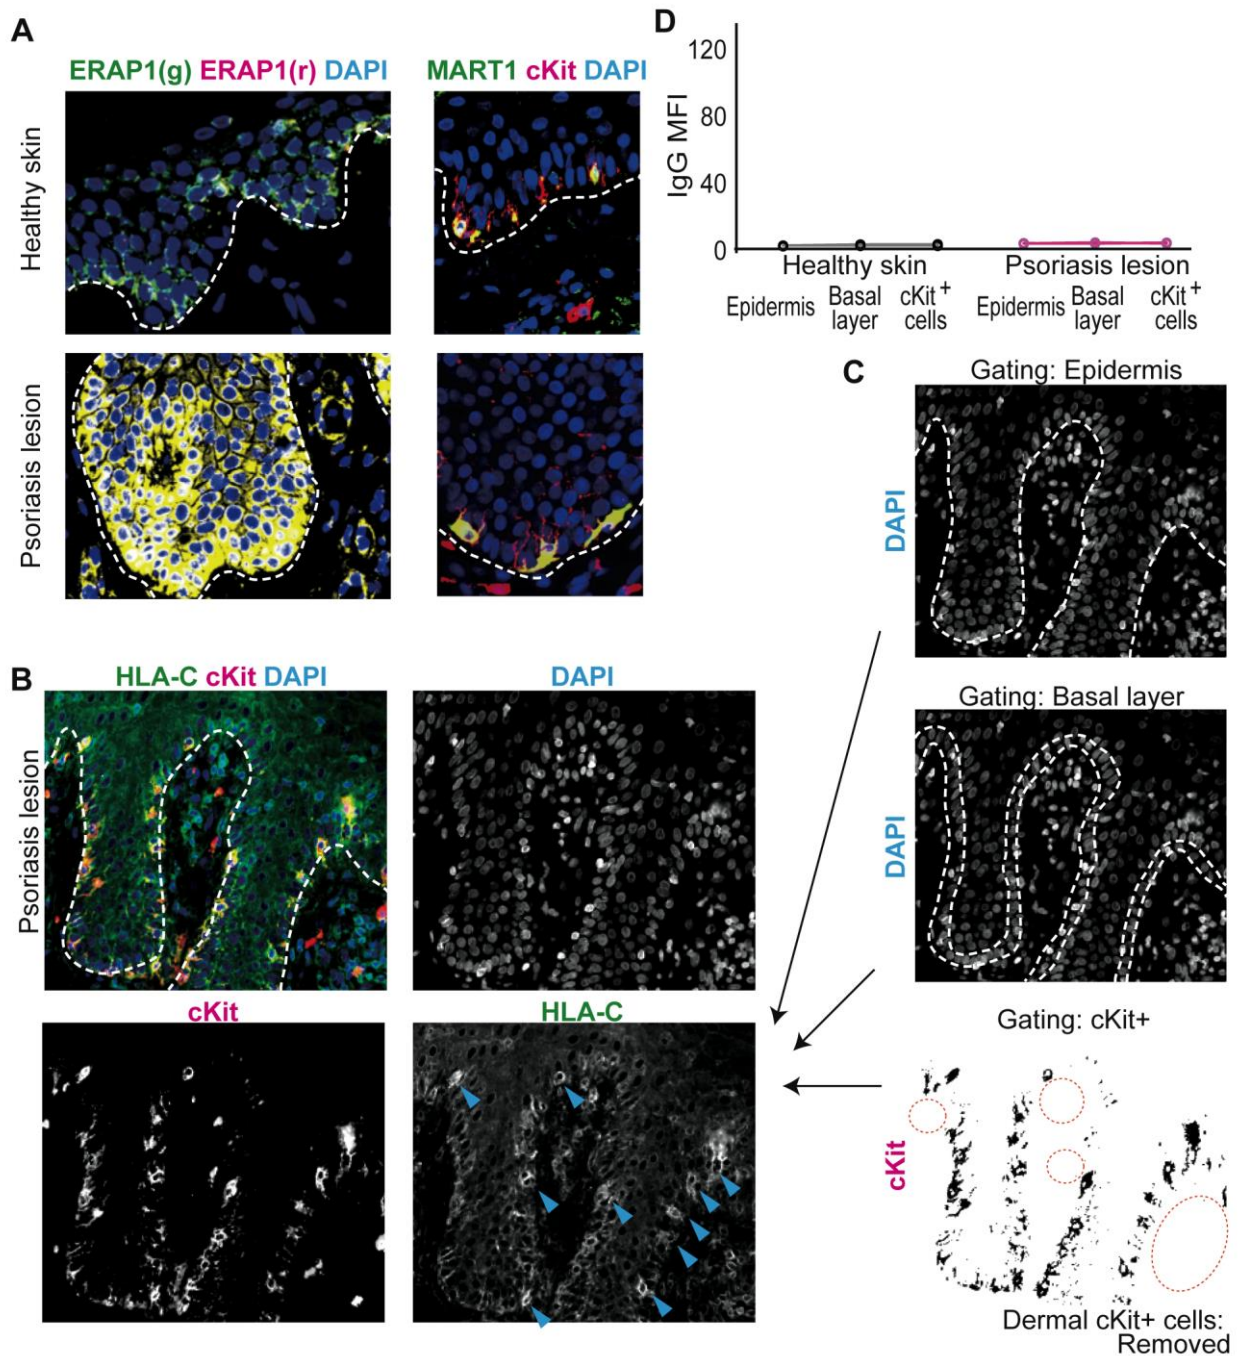 A
ERAP1(g) ERAP1(r) DAPI
MART1 cKit DAPI
Healthy skin
Psoriasis lesion
D
IgG MFI
120
80
40
0
Healthy skin
Psoriasis lesion
Epidermis
Basal layer
cKit+ cells
Epidermis
Basal layer
cKit+ cells
C
Gating: Epidermis
DAPI
Gating: Basal layer
DAPI
Gating: cKit+
cKit
Dermal cKit+ cells:
Removed
B
HLA-C cKit DAPI
DAPI
Psoriasis lesion
cKit
HLA-C